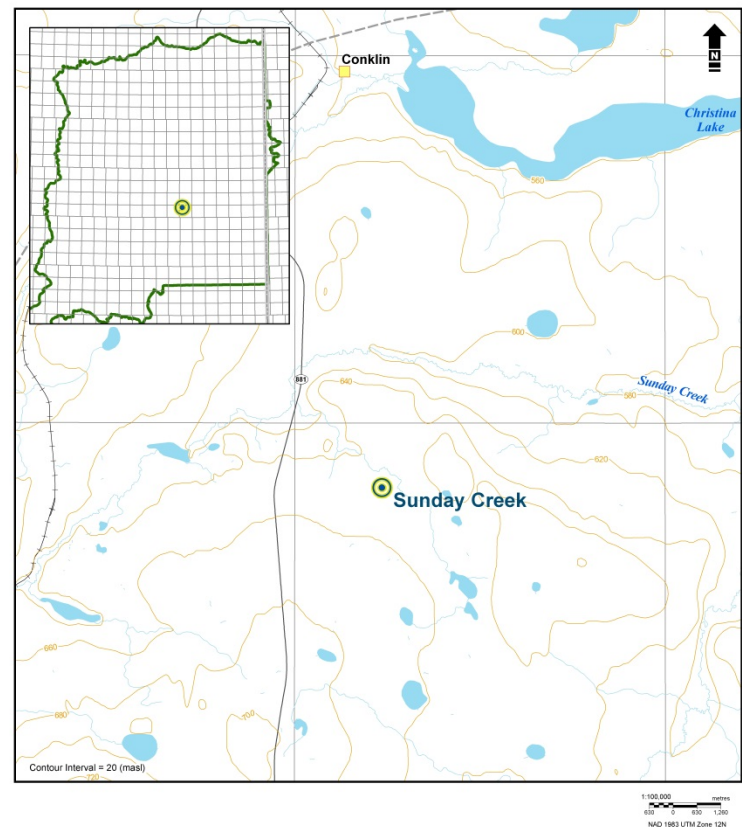 Conklin
N
Christina
Lake
560
600
Sunday Creek
580
881
640
620
Sunday Creek
660
680
700
720
Contour Interval = 20 (masl)
1:100,000 metres
630 0 630 1,260
NAD 1983 UTM Zone 12N